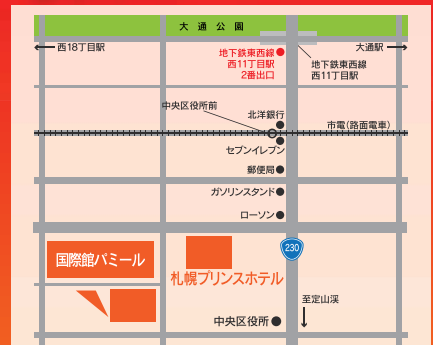 大通公園
西18丁目駅
地下鉄東西線
西11丁目駅
2番出口
大通駅
地下鉄東西線
西11丁目駅
中央区役所前
北洋銀行
市電(路面電車)
セブンイレブン
郵便局
ガソリンスタンド
ローソン
230
国際館パミール
札幌プリンスホテル
至定山渓
中央区役所